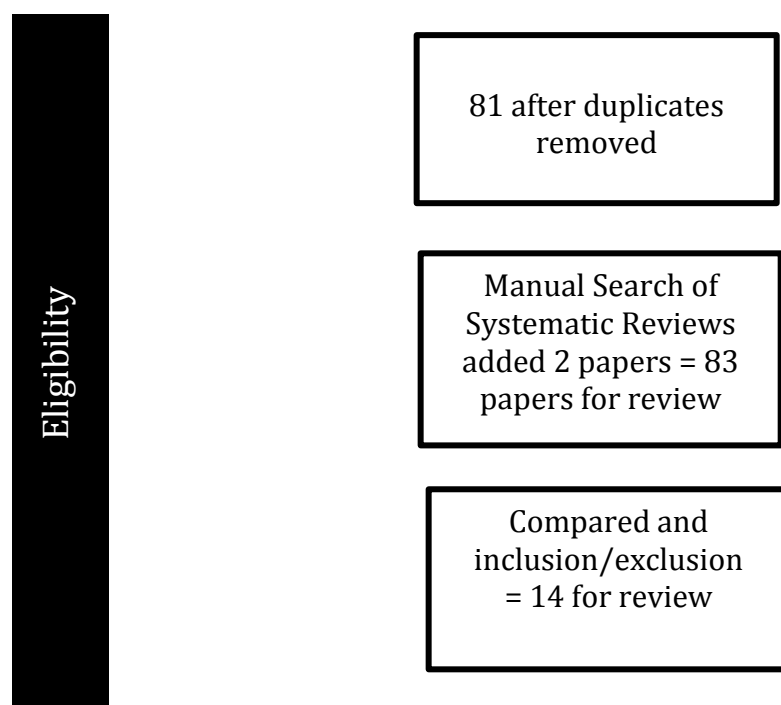 Eligibility
81 after duplicates
removed
Manual Search of
Systematic Reviews
added 2 papers = 83
papers for review
Compared and
inclusion/exclusion
= 14 for review